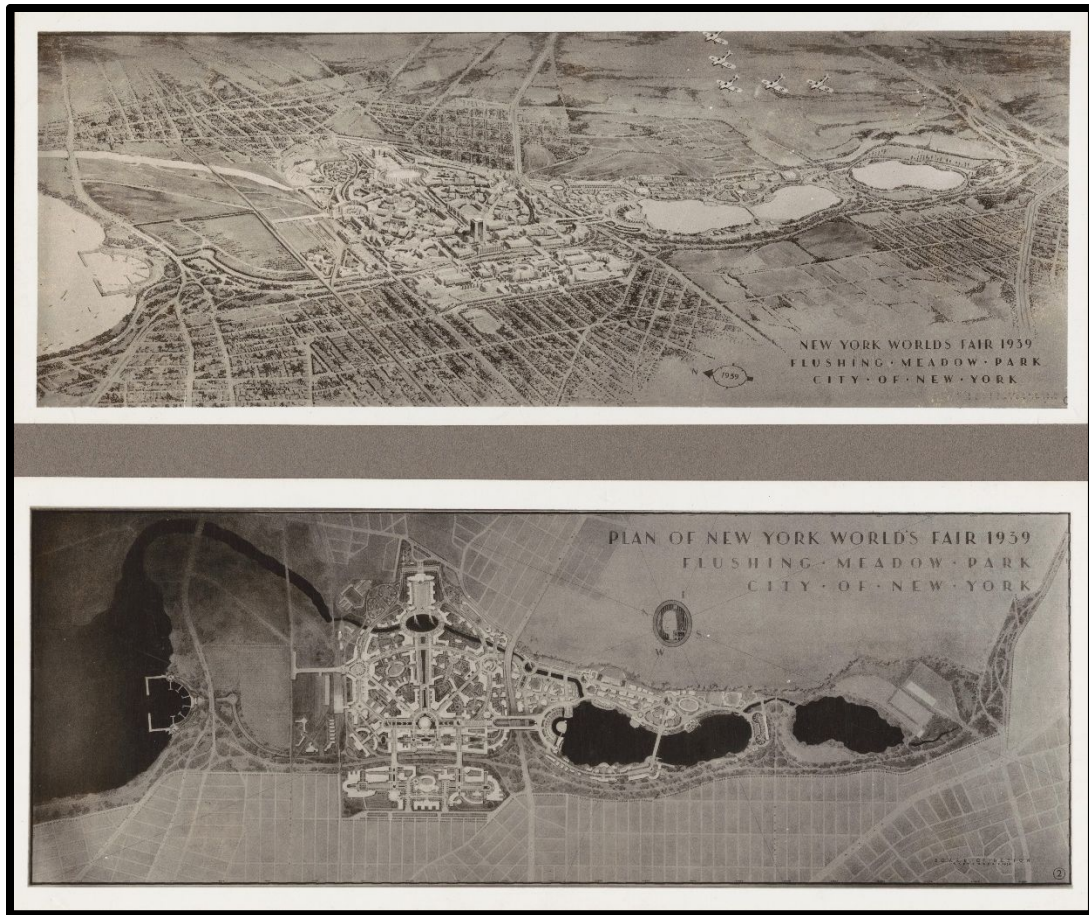 NEW YORK WORLDS FAIR 1939
FLUSHING · MEADOW · PARK
CITY · OF · NEW · YORK
N
1939
PLAN OF NEW YORK WORLD'S FAIR 1939
FLUSHING · MEADOW · PARK
CITY · OF · NEW · YORK
E
N
S
W
2